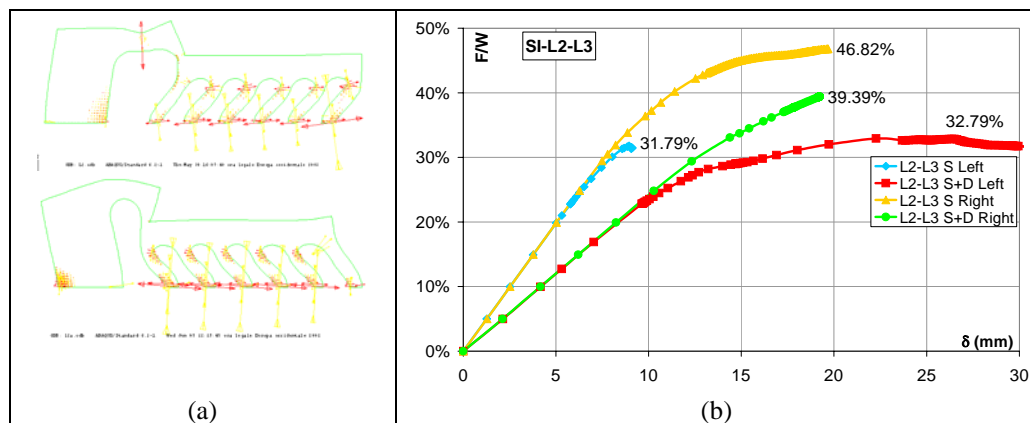 SI-L2-L3
F/W
50%
40%
30%
20%
10%
0%
46.82%
39.39%
32.79%
31.79%
L2-L3 S Left
L2-L3 S+D Left
L2-L3 S Right
L2-L3 S+D Right
δ (mm)
0
5
10
15
20
25
30
(a)
(b)